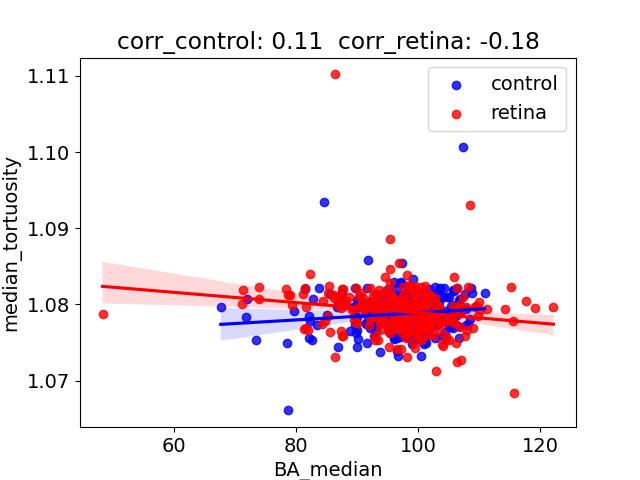 corr_control: 0.11  corr_retina: -0.18
1.11
1.10
1.09
1.08
1.07
median_tortuosity
control
retina
60 80 100 120
BA_median